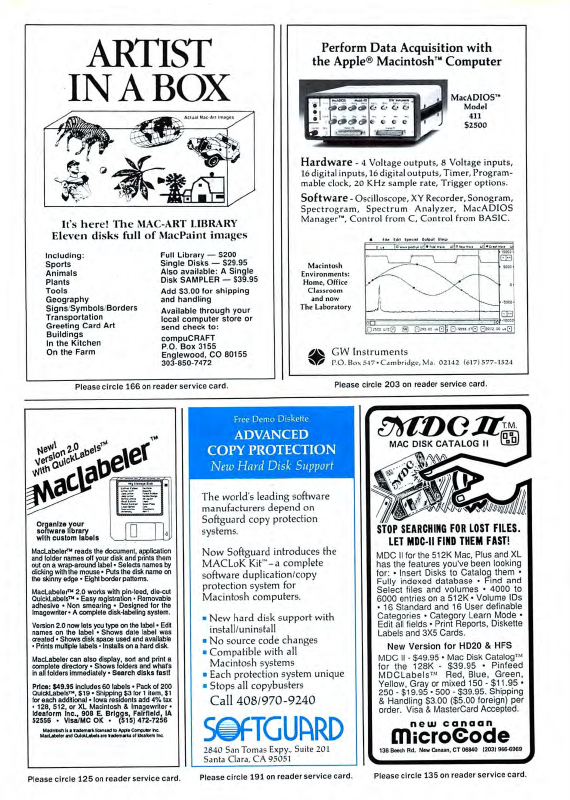 ARTIST
IN A BOX
Actual Mac-Art Images
It's here! The MAC-ART LIBRARY
Eleven disks full of MacPaint images
Including:
Sports
Animals
Plants
Tools
Geography
Signs/Symbols/Borders
Transportation
Greeting Card Art
Buildings
In the Kitchen
On the Farm
Full Library — $200
Single Disks — $29.95
Also available: A Single
Disk SAMPLER — $39.95
Add $3.00 for shipping
and handling
Available through your
local computer store or
send check to:
compuCRAFT
P.O. Box 3155
Englewood, CO 80155
303-850-7472
Please circle 166 on reader service card.
Perform Data Acquisition with
the Apple® Macintosh™ Computer
MacADIOS™
Model
411
$2500
Hardware - 4 Voltage outputs, 8 Voltage inputs,
16 digital inputs, 16 digital outputs, Timer, Program-
mable clock, 20 KHz sample rate, Trigger options.
Software - Oscilloscope, XY Recorder, Sonogram,
Spectrogram, Spectrum Analyzer, MacADIOS
Manager™, Control from C, Control from BASIC.
File Edit Special Output View
Macintosh
Environments:
Home, Office
Classroom
and now
The Laboratory
GW Instruments
P.O. Box 547 • Cambridge, Ma. 02142 (617) 577-1524
Please circle 203 on reader service card.
New!
Version 2.0
With QuickLabels™
MacLabeler™
Organize your
software library
with custom labels
MacLabeler™ reads the document, application
and folder names off your disk and prints them
out on a wrap-around label • Selects names by
clicking with the mouse • Puts the disk name on
the skinny edge • Eight border patterns.
MacLabeler™ 2.0 works with pin-feed, die-cut
QuickLabels™ • Easy registration • Removable
adhesive • Non smearing • Designed for the
Imagewriter • A complete disk-labeling system.
Version 2.0 now lets you type on the label • Edit
names on the label • Shows date label was
created • Shows disk space used and available
• Prints multiple labels • Installs on a hard disk.
MacLabeler can also display, sort and print a
complete directory • Shows folders and what's
in all folders immediately • Search disks fast!
Price: $49.95 includes 60 labels • Pack of 200
QuickLabels™, $19 • Shipping $3 for 1 item, $1
for each additional • Iowa residents add 4% tax
• 128, 512, or XL Macintosh & Imagewriter •
Ideaform Inc., 908 E. Briggs, Fairfield, IA
52556 • Visa/MC OK • (515) 472-7256
Macintosh is a trademark licensed to Apple Computer Inc.
MacLabeler and QuickLabels are trademarks of Ideaform Inc.
Please circle 125 on reader service card.
Free Demo Diskette
ADVANCED
COPY PROTECTION
New Hard Disk Support
The world's leading software
manufacturers depend on
Softguard copy protection
systems.
Now Softguard introduces the
MACLoK Kit™–a complete
software duplication/copy
protection system for
Macintosh computers.
New hard disk support with
install/uninstall
No source code changes
Compatible with all
Macintosh systems
Each protection system unique
Stops all copybusters
Call 408/970-9240
SOFTGUARD
2840 San Tomas Expy., Suite 201
Santa Clara, CA 95051
Please circle 191 on reader service card.
MDC II T.M.
MAC DISK CATALOG II
STOP SEARCHING FOR LOST FILES.
LET MDC-II FIND THEM FAST!
MDC II for the 512K Mac, Plus and XL
has the features you've been looking
for: • Insert Disks to Catalog them •
Fully indexed database • Find and
Select files and volumes • 4000 to
6000 entries on a 512K • Volume IDs
• 16 Standard and 16 User definable
Categories • Category Learn Mode •
Edit all fields • Print Reports, Diskette
Labels and 3X5 Cards.
New Version for HD20 & HFS
MDC II - $49.95 • Mac Disk Catalog™
for the 128K - $39.95 • Pinfeed
MDCLabels™ Red, Blue, Green,
Yellow, Gray or mixed 150 - $11.95 •
250 - $19.95 • 500 - $39.95. Shipping
& Handling $3.00 ($5.00 foreign) per
order. Visa & MasterCard Accepted.
new canaan
MicroCode
136 Beech Rd. New Canaan, CT 06840 (203) 966-6969
Please circle 135 on reader service card.